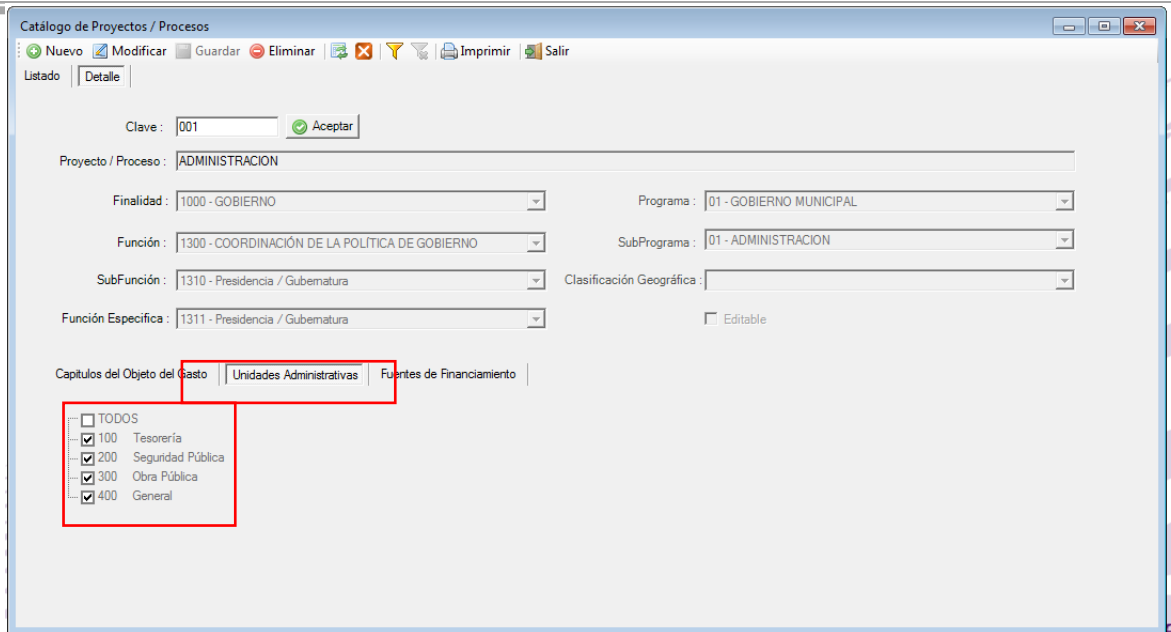 Catálogo de Proyectos / Procesos
Nuevo Modificar Guardar Eliminar Imprimir Salir
Listado Detalle
Clave : 001 Aceptar
Proyecto / Proceso : ADMINISTRACION
Finalidad : 1000 - GOBIERNO Programa : 01 - GOBIERNO MUNICIPAL
Función : 1300 - COORDINACIÓN DE LA POLÍTICA DE GOBIERNO SubPrograma : 01 - ADMINISTRACION
SubFunción : 1310 - Presidencia / Gubernatura Clasificación Geográfica :
Función Especifica : 1311 - Presidencia / Gubernatura Editable
Capitulos del Objeto del Gasto Unidades Administrativas Fuentes de Financiamiento
TODOS
100 Tesorería
200 Seguridad Pública
300 Obra Pública
400 General